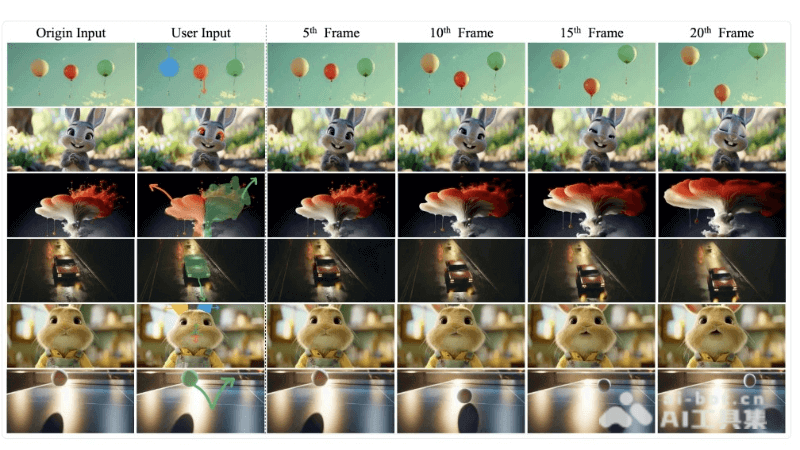 Origin Input
User Input
5th Frame
10th Frame
15th Frame
20th Frame
ai-bot.cn
AI工具集